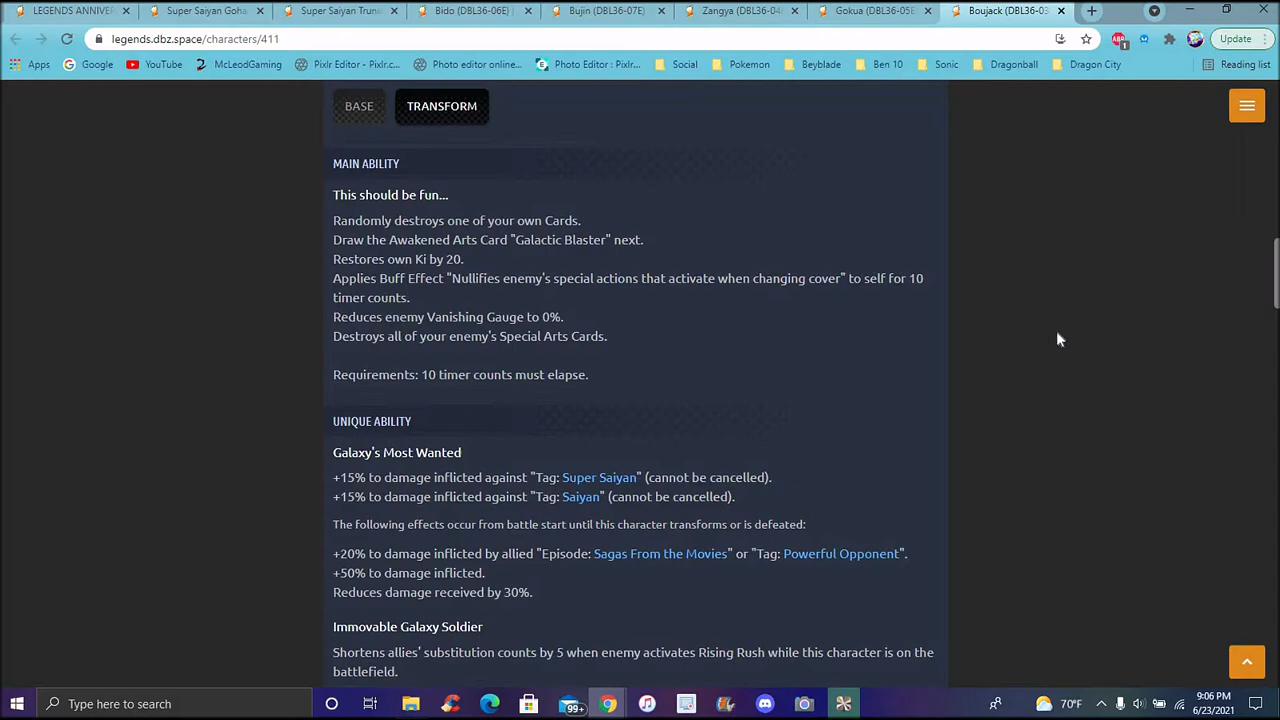 LEGENDS ANNIVER
Super Saiyan Goha
Super Saiyan Trun
Bido (DBL36-06E)
Bujin (DBL36-07E)
Zangya (DBL36-04
Gokua (DBL36-05E
Boujack (DBL36-03
legends.dbz.space/characters/411
Update
Apps
Google
YouTube
McLeodGaming
Pixlr Editor - Pixlr.c...
Photo editor online...
Photo Editor : Pixlr...
Social
Pokemon
Beyblade
Ben 10
Sonic
Dragonball
Dragon City
Reading list
BASE
TRANSFORM
MAIN ABILITY
This should be fun...
Randomly destroys one of your own Cards.
Draw the Awakened Arts Card "Galactic Blaster" next.
Restores own Ki by 20.
Applies Buff Effect "Nullifies enemy's special actions that activate when changing cover" to self for 10
timer counts.
Reduces enemy Vanishing Gauge to 0%.
Destroys all of your enemy's Special Arts Cards.
Requirements: 10 timer counts must elapse.
UNIQUE ABILITY
Galaxy's Most Wanted
+15% to damage inflicted against "Tag: Super Saiyan" (cannot be cancelled).
+15% to damage inflicted against "Tag: Saiyan" (cannot be cancelled).
The following effects occur from battle start until this character transforms or is defeated:
+20% to damage inflicted by allied "Episode: Sagas From the Movies" or "Tag: Powerful Opponent".
+50% to damage inflicted.
Reduces damage received by 30%.
Immovable Galaxy Soldier
Shortens allies' substitution counts by 5 when enemy activates Rising Rush while this character is on the
battlefield.
Type here to search
99+
70°F
9:06 PM
6/23/2021